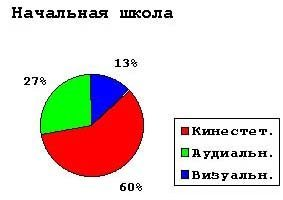 Начальная школа
13%
27%
60%
Кинестет.
Аудиальн.
Визуальн.